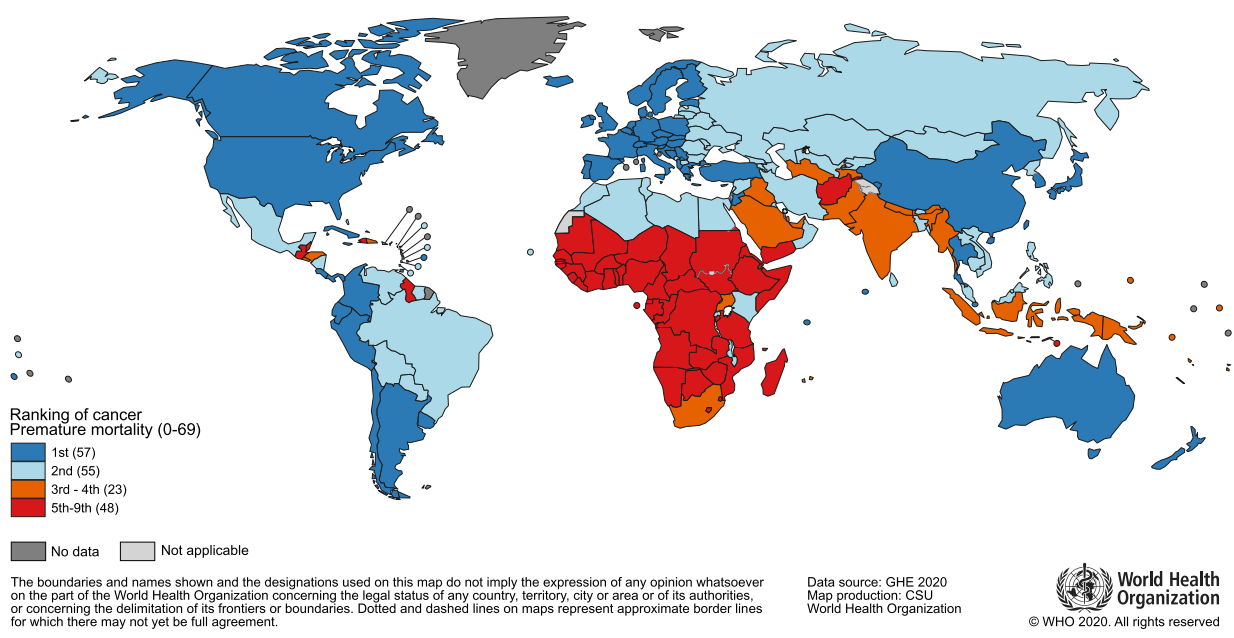 Ranking of cancer
Premature mortality (0-69)
1st (57)
2nd (55)
3rd - 4th (23)
5th-9th (48)
No data
Not applicable
The boundaries and names shown and the designations used on this map do not imply the expression of any opinion whatsoever
on the part of the World Health Organization concerning the legal status of any country, territory, city or area or of its authorities,
or concerning the delimitation of its frontiers or boundaries. Dotted and dashed lines on maps represent approximate border lines
for which there may not yet be full agreement.
Data source: GHE 2020
Map production: CSU
World Health Organization
World Health
Organization
© WHO 2020. All rights reserved